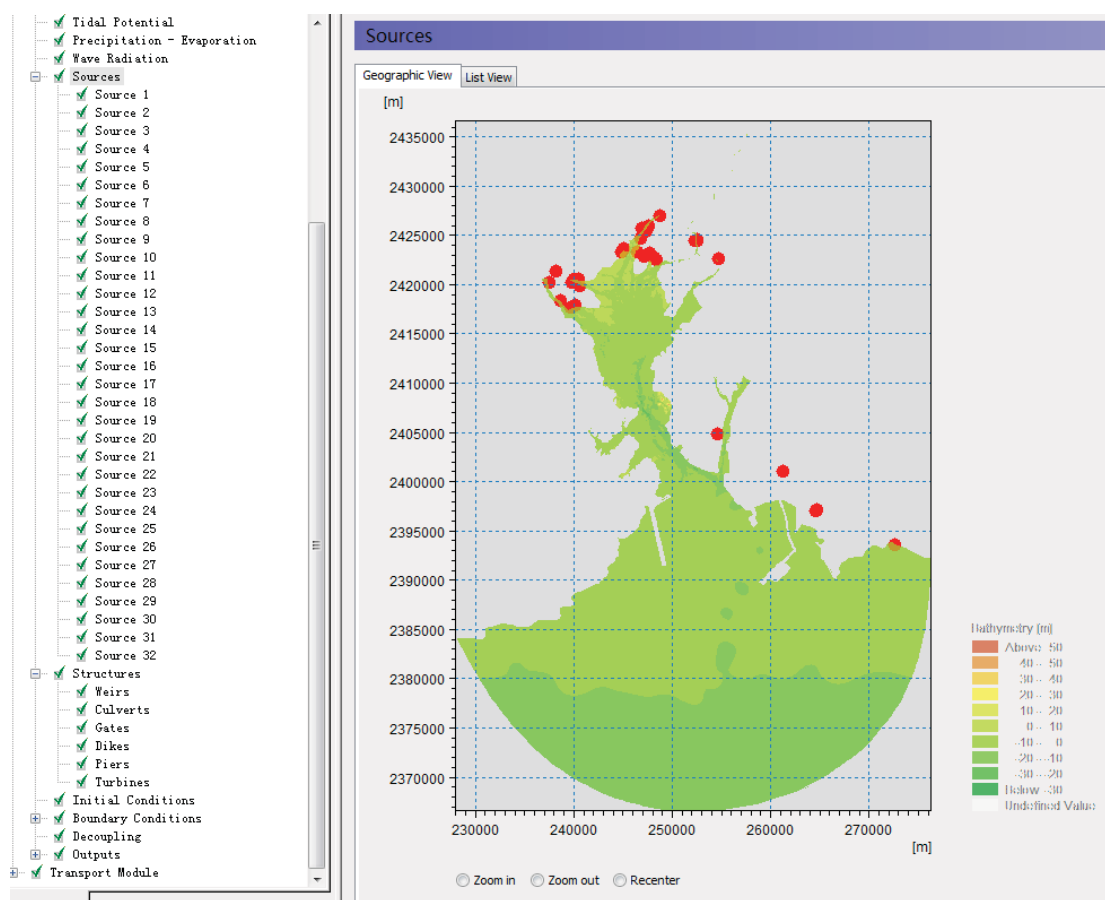 Tidal Potential
Precipitation - Evaporation
Wave Radiation
Sources
Source 1
Source 2
Source 3
Source 4
Source 5
Source 6
Source 7
Source 8
Source 9
Source 10
Source 11
Source 12
Source 13
Source 14
Source 15
Source 16
Source 17
Source 18
Source 19
Source 20
Source 21
Source 22
Source 23
Source 24
Source 25
Source 26
Source 27
Source 28
Source 29
Source 30
Source 31
Source 32
Structures
Weirs
Culverts
Gates
Dikes
Piers
Turbines
Initial Conditions
Boundary Conditions
Decoupling
Outputs
Transport Module
Sources
Geographic View List View
[m]
2435000
2430000
2425000
2420000
2415000
2410000
2405000
2400000
2395000
2390000
2385000
2380000
2375000
2370000
230000 240000 250000 260000 270000
[m]
Bathymetry [m]
Above 50
40 - 50
30 - 40
20 - 30
10 - 20
0 - 10
-10 - 0
-20 - -10
-30 - -20
Below -30
Undefined Value
Zoom in Zoom out Recenter